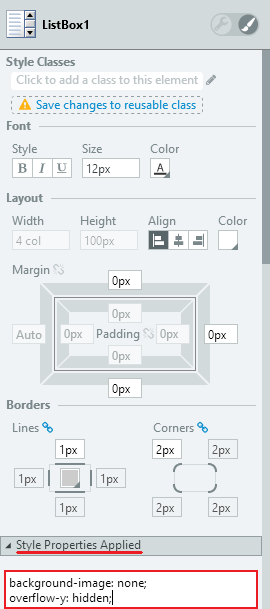 ListBox1
Style Classes
Click to add a class to this element
Save changes to reusable class
Font
Style Size Color
B I U 12px A
Layout
Width Height Align Color
4 col 100px
Margin
0px
0px
Auto 0px Padding 0px 0px
0px
0px
Borders
Lines Corners
1px 2px 2px
1px 1px
1px 2px 2px
Style Properties Applied
background-image: none;
overflow-y: hidden;